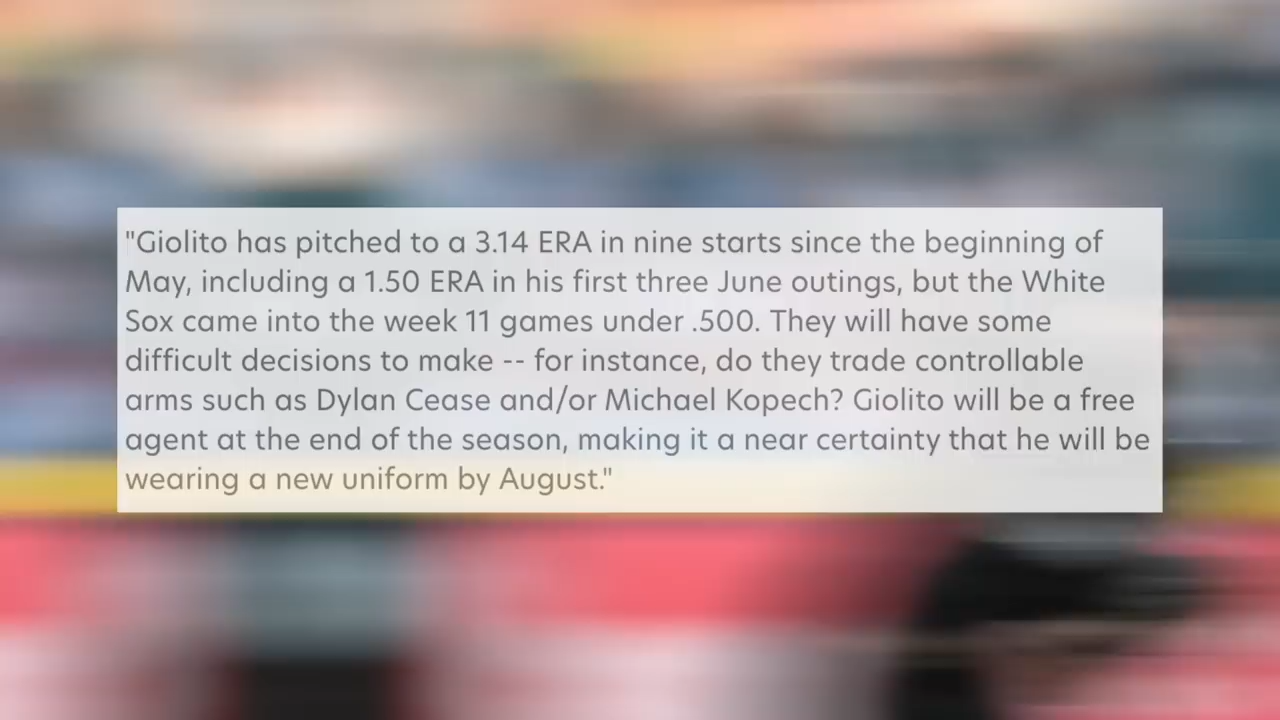 "Giolito has pitched to a 3.14 ERA in nine starts since the beginning of
May, including a 1.50 ERA in his first three June outings, but the White
Sox came into the week 11 games under .500. They will have some
difficult decisions to make -- for instance, do they trade controllable
arms such as Dylan Cease and/or Michael Kopech? Giolito will be a free
agent at the end of the season, making it a near certainty that he will be
wearing a new uniform by August."